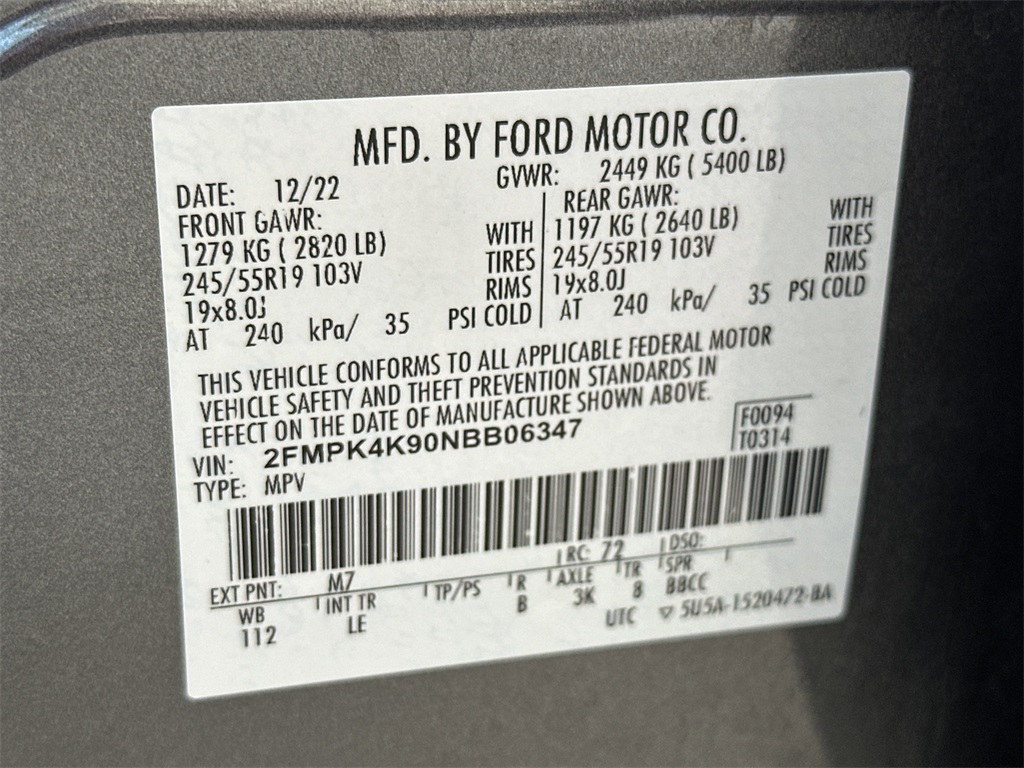 MFD. BY FORD MOTOR CO.
DATE: 12/22 GVWR: 2449 KG ( 5400 LB)
FRONT GAWR: REAR GAWR:
1279 KG ( 2820 LB) WITH 1197 KG ( 2640 LB) WITH
245/55R19 103V TIRES 245/55R19 103V TIRES
19x8.0J RIMS 19x8.0J RIMS
AT 240 kPa/ 35 PSI COLD AT 240 kPa/ 35 PSI COLD
THIS VEHICLE CONFORMS TO ALL APPLICABLE FEDERAL MOTOR
VEHICLE SAFETY AND THEFT PREVENTION STANDARDS IN
EFFECT ON THE DATE OF MANUFACTURE SHOWN ABOVE.
VIN: 2FMPK4K90NBB06347 F0094
TYPE: MPV T0314
EXT PNT: M7 RC: 72 DSO:
WB INT TR TP/PS R AXLE TR SPR
112 LE B 3K 8 88CC
UTC ▽ 5U5A-1520472-BA